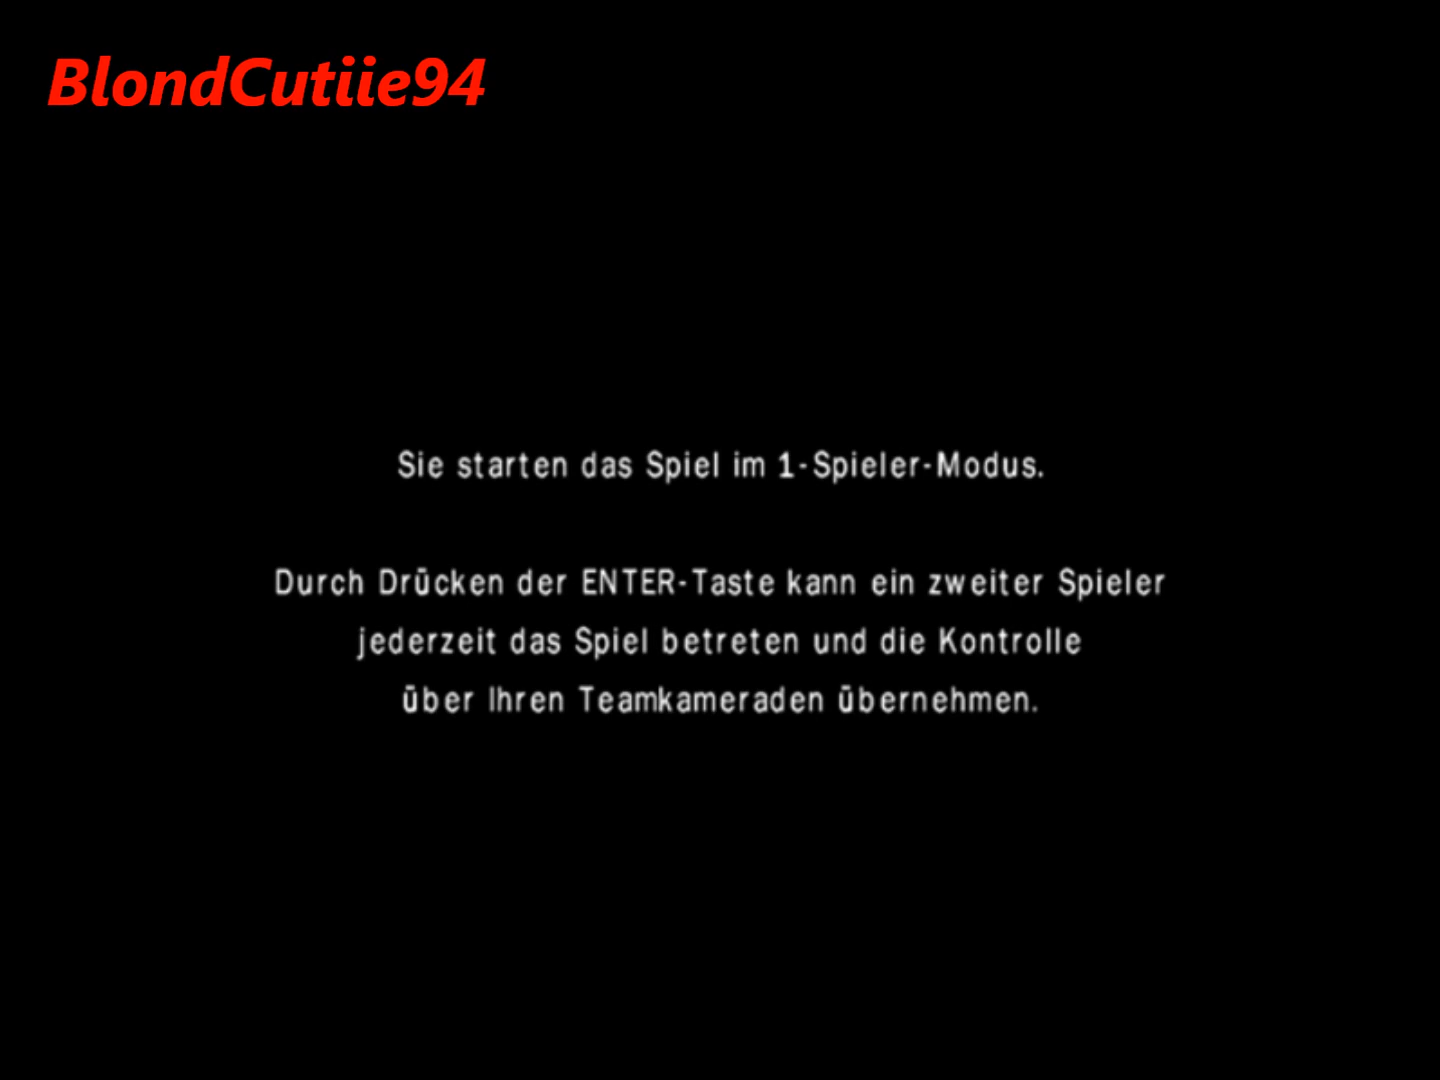 BlondCutiie94
Sie starten das Spiel im 1-Spieler-Modus.
Durch Drücken der ENTER-Taste kann ein zweiter Spieler
jederzeit das Spiel betreten und die Kontrolle
über Ihren Teamkameraden übernehmen.